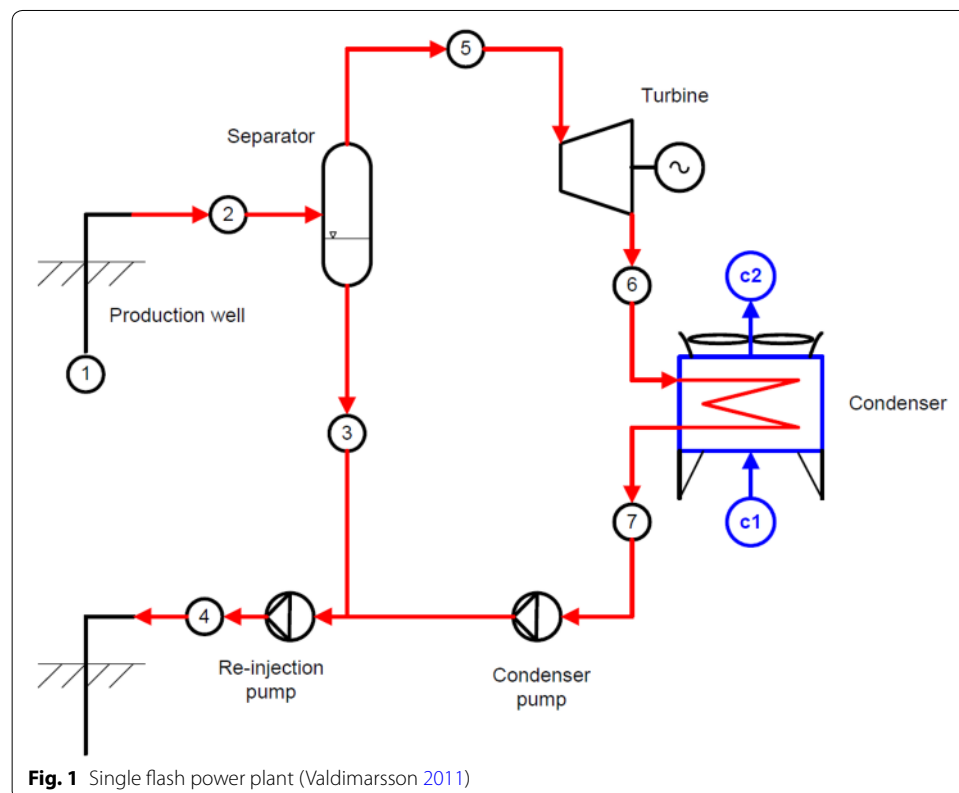 5
Turbine
Separator
~
2
6
c2
Production well
1
Condenser
3
7
c1
4
Re-injection
pump
Condenser
pump
Fig. 1 Single flash power plant (Valdimarsson 2011)